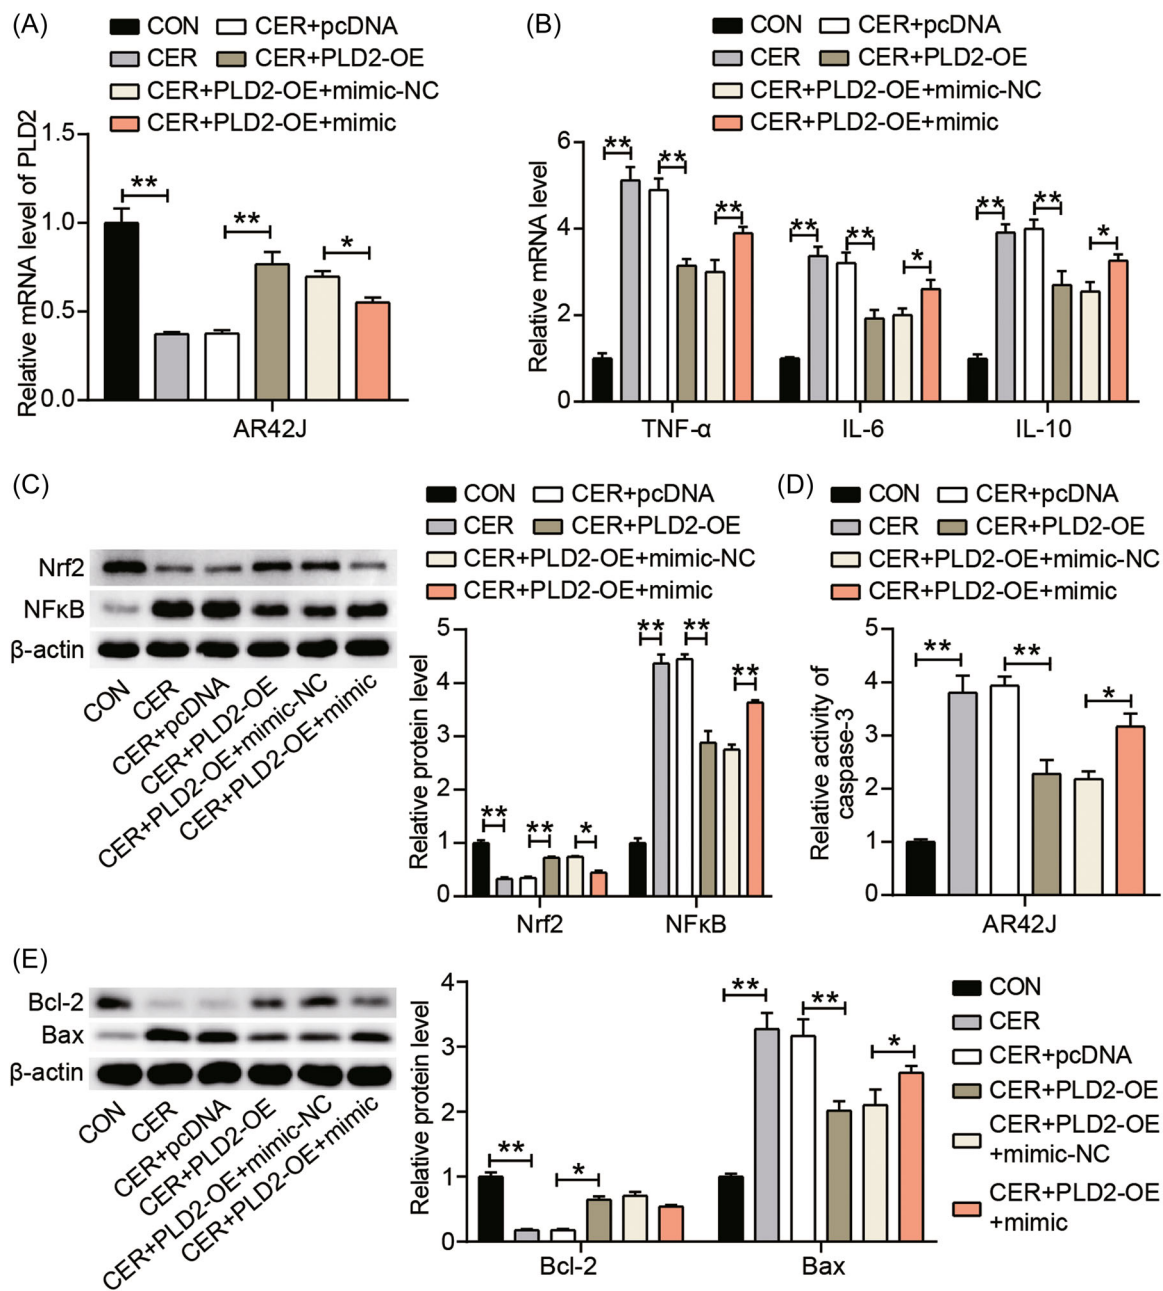 (A)
CON CER+pcDNA
CER CER+PLD2-OE
CER+PLD2-OE+mimic-NC
CER+PLD2-OE+mimic
Relative mRNA level of PLD2
1.5
1.0
0.5
0.0
** ** *
AR42J
(B)
CON CER+pcDNA
CER CER+PLD2-OE
CER+PLD2-OE+mimic-NC
CER+PLD2-OE+mimic
Relative mRNA level
6
4
2
0
** ** ** ** ** * ** ** *
TNF-α IL-6 IL-10
(C)
Nrf2
NFκB
β-actin
CON
CER
CER+pcDNA
CER+PLD2-OE
CER+PLD2-OE+mimic-NC
CER+PLD2-OE+mimic
CON CER+pcDNA
CER CER+PLD2-OE
CER+PLD2-OE+mimic-NC
CER+PLD2-OE+mimic
Relative protein level
5
4
3
2
1
0
** ** * ** ** **
Nrf2 NFκB
(D)
CON CER+pcDNA
CER CER+PLD2-OE
CER+PLD2-OE+mimic-NC
CER+PLD2-OE+mimic
Relative activity of
caspase-3
5
4
3
2
1
0
** ** *
AR42J
(E)
Bcl-2
Bax
β-actin
CON
CER
CER+pcDNA
CER+PLD2-OE
CER+PLD2-OE+mimic-NC
CER+PLD2-OE+mimic
Relative protein level
4
3
2
1
0
** * ** ** *
Bcl-2 Bax
CON
CER
CER+pcDNA
CER+PLD2-OE
CER+PLD2-OE
+mimic-NC
CER+PLD2-OE
+mimic